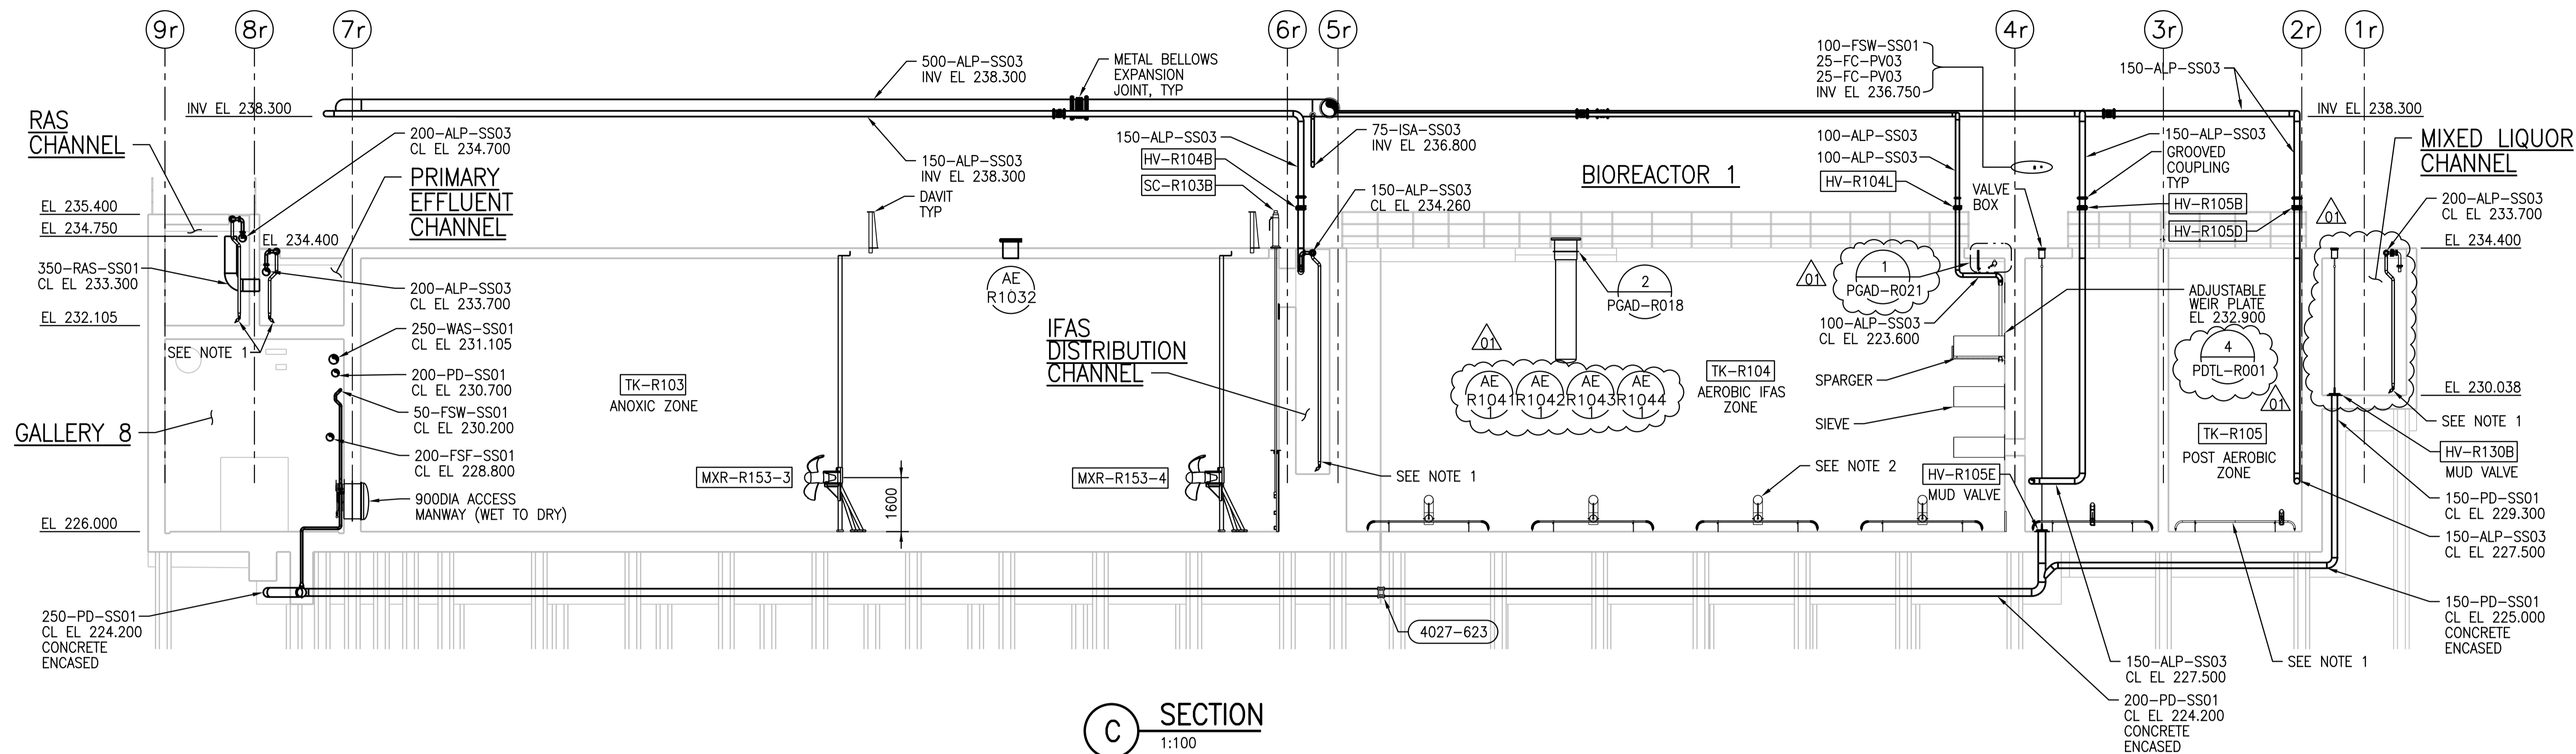 9r
8r
7r
6r
5r
4r
3r
2r
1r
500-ALP-SS03
INV EL 238.300
METAL BELLOWS
EXPANSION
JOINT, TYP
100-FSW-SS01
25-FC-PV03
25-FC-PV03
INV EL 236.750
150-ALP-SS03
INV EL 238.300
INV EL 238.300
RAS
CHANNEL
200-ALP-SS03
CL EL 234.700
PRIMARY
EFFLUENT
CHANNEL
150-ALP-SS03
INV EL 238.300
150-ALP-SS03
HV-R104B
SC-R103B
75-ISA-SS03
INV EL 236.800
DAVIT
TYP
150-ALP-SS03
CL EL 234.260
BIOREACTOR 1
100-ALP-SS03
100-ALP-SS03
HV-R104L
VALVE
BOX
150-ALP-SS03
GROOVED
COUPLING
TYP
HV-R105B
HV-R105D
MIXED LIQUOR
CHANNEL
01
200-ALP-SS03
CL EL 233.700
EL 234.400
EL 235.400
EL 234.750
EL 234.400
350-RAS-SS01
CL EL 233.300
200-ALP-SS03
CL EL 233.700
EL 232.105
SEE NOTE 1
250-WAS-SS01
CL EL 231.105
200-PD-SS01
CL EL 230.700
50-FSW-SS01
CL EL 230.200
200-FSF-SS01
CL EL 228.800
900DIA ACCESS
MANWAY (WET TO DRY)
GALLERY 8
EL 226.000
AE
R1032
TK-R103
ANOXIC ZONE
IFAS
DISTRIBUTION
CHANNEL
MXR-R153-3
MXR-R153-4
1600
SEE NOTE 1
2
PGAD-R018
01
AE
R1041
1
AE
R1042
1
AE
R1043
1
AE
R1044
1
TK-R104
AEROBIC IFAS
ZONE
01
1
PGAD-R021
100-ALP-SS03
CL EL 223.600
SPARGER
SIEVE
SEE NOTE 2
HV-R105E
MUD VALVE
ADJUSTABLE
WEIR PLATE
EL 232.900
4
PDTL-R001
01
TK-R105
POST AEROBIC
ZONE
EL 230.038
SEE NOTE 1
HV-R130B
MUD VALVE
150-PD-SS01
CL EL 229.300
150-ALP-SS03
CL EL 227.500
150-PD-SS01
CL EL 225.000
CONCRETE
ENCASED
SEE NOTE 1
150-ALP-SS03
CL EL 227.500
200-PD-SS01
CL EL 224.200
CONCRETE
ENCASED
250-PD-SS01
CL EL 224.200
CONCRETE
ENCASED
4027-623
C
SECTION
1:100